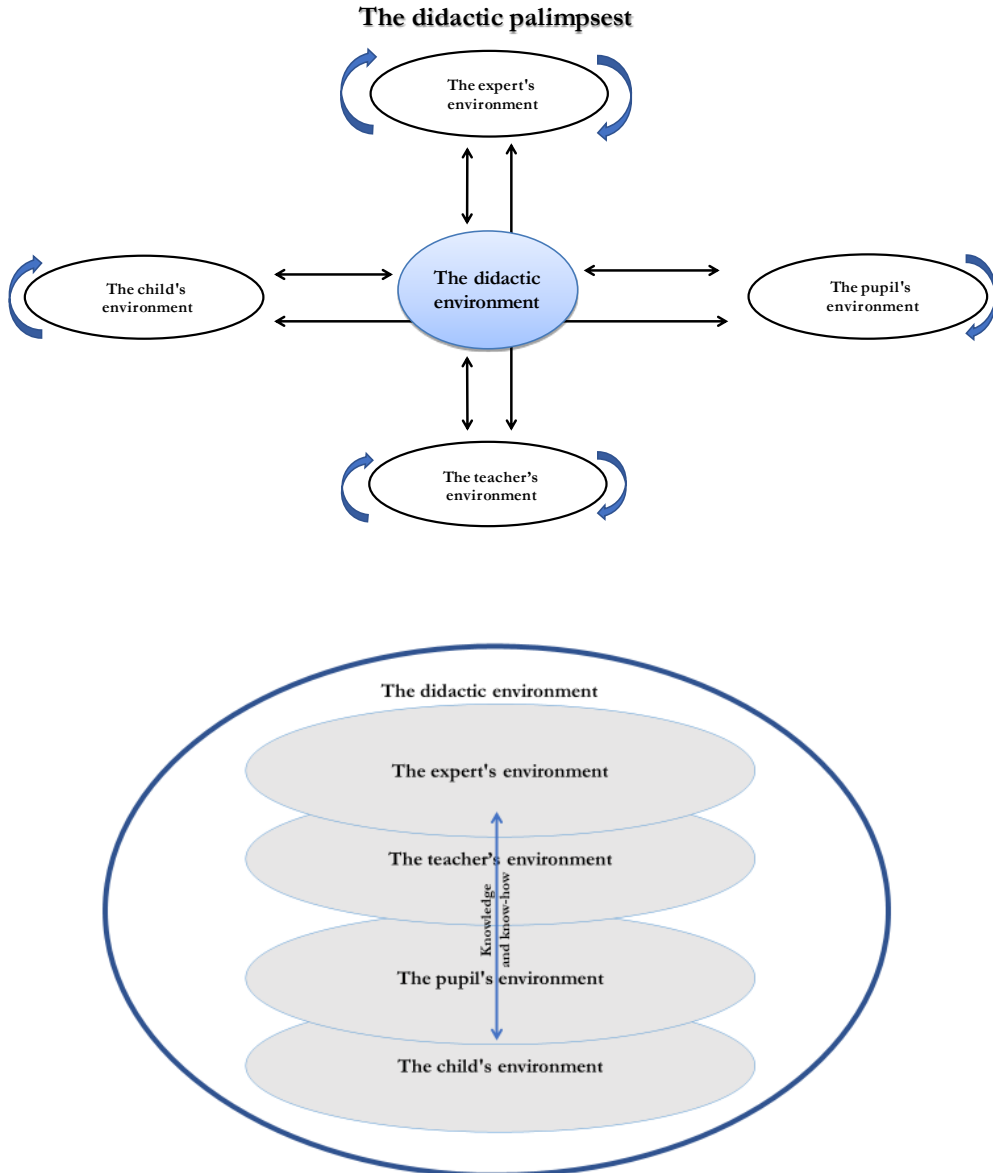 The didactic palimpsest
The expert's
environment
The child's
environment
The didactic
environment
The pupil's
environment
The teacher’s
environment
The didactic environment
The expert's environment
The teacher’s environment
Knowledge
and know-how
The pupil's environment
The child's environment